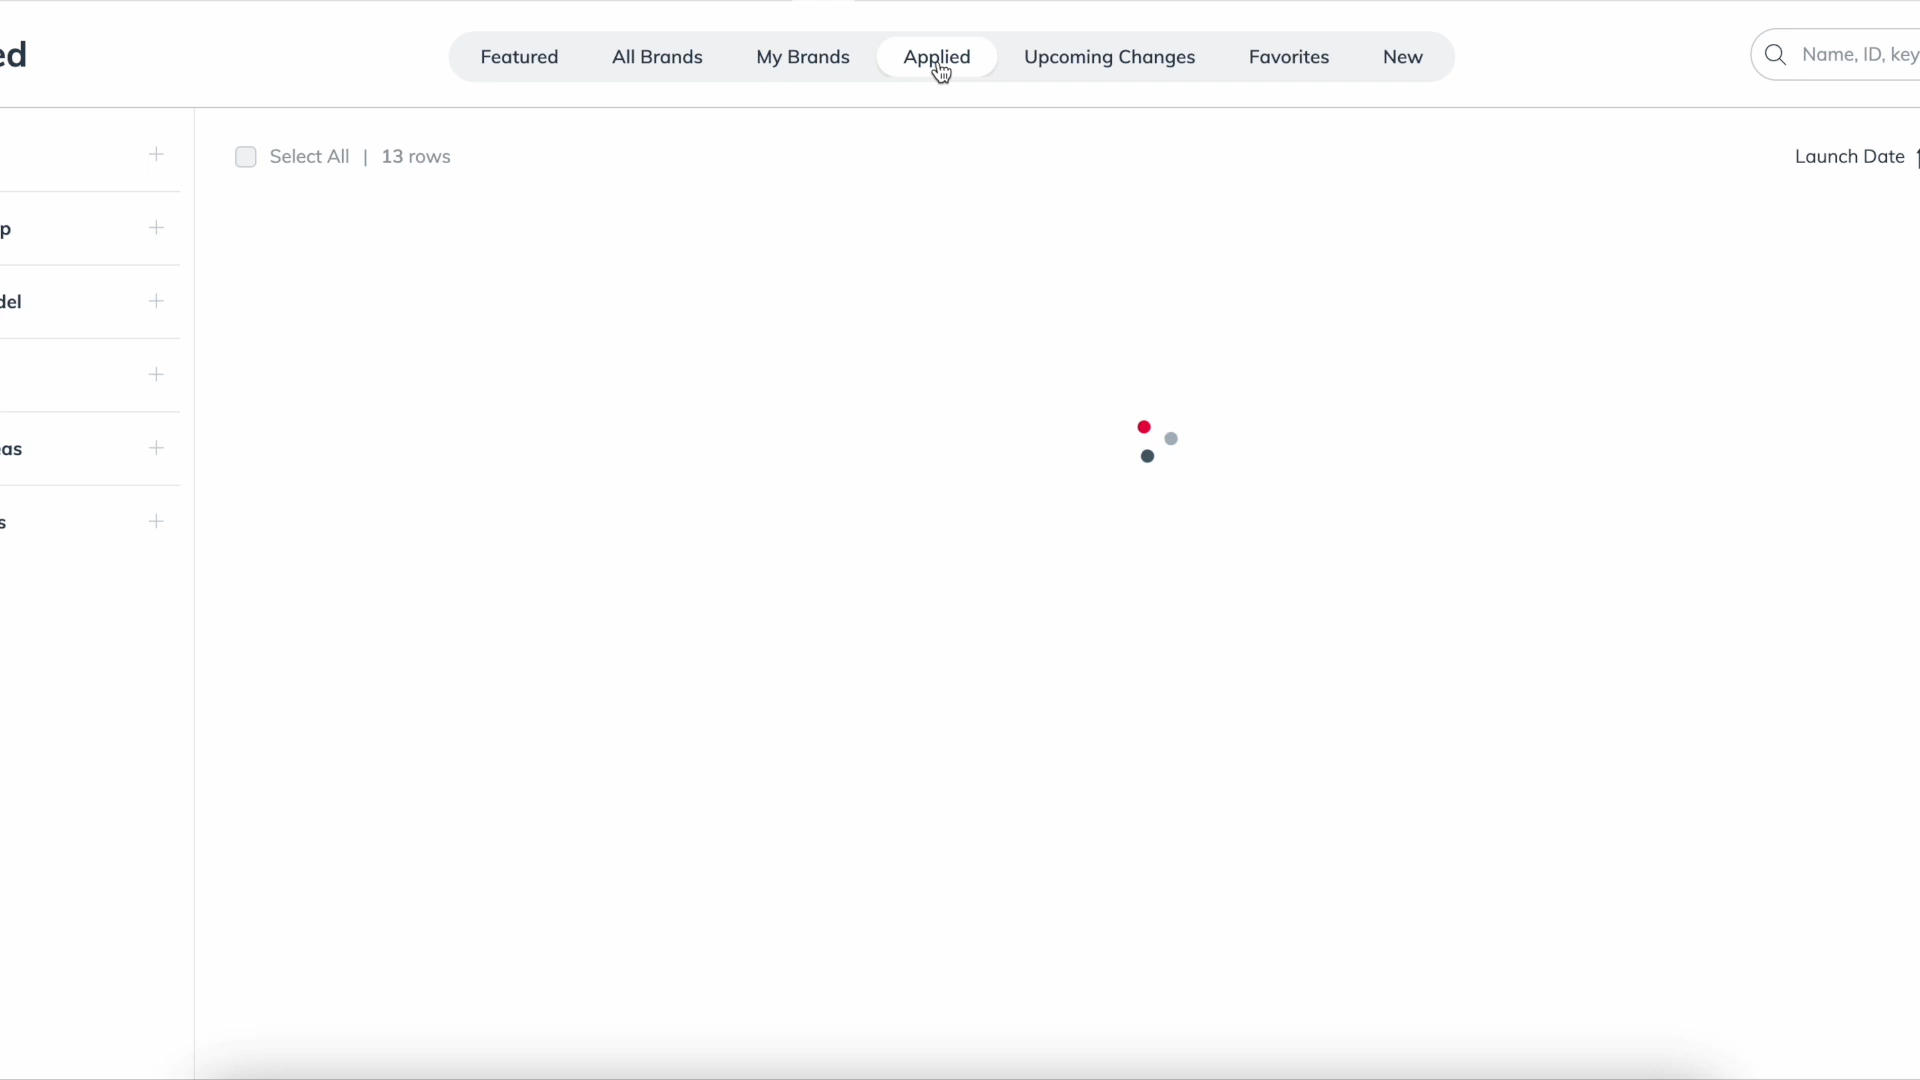 ed
Featured All Brands My Brands Applied Upcoming Changes Favorites New
Name, ID, key
Select All | 13 rows
Launch Date
p
del
eas
s